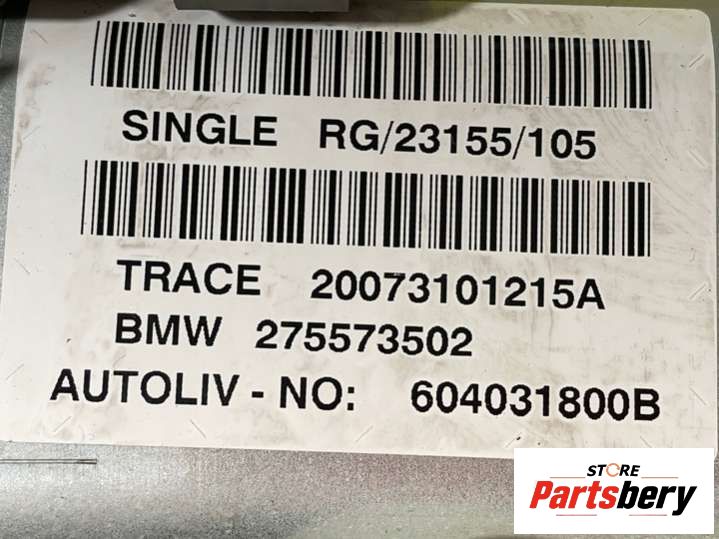 SINGLE RG/23155/105
TRACE 20073101215A
BMW 275573502
AUTOLIV - NO: 604031800B
STORE
Partsbery